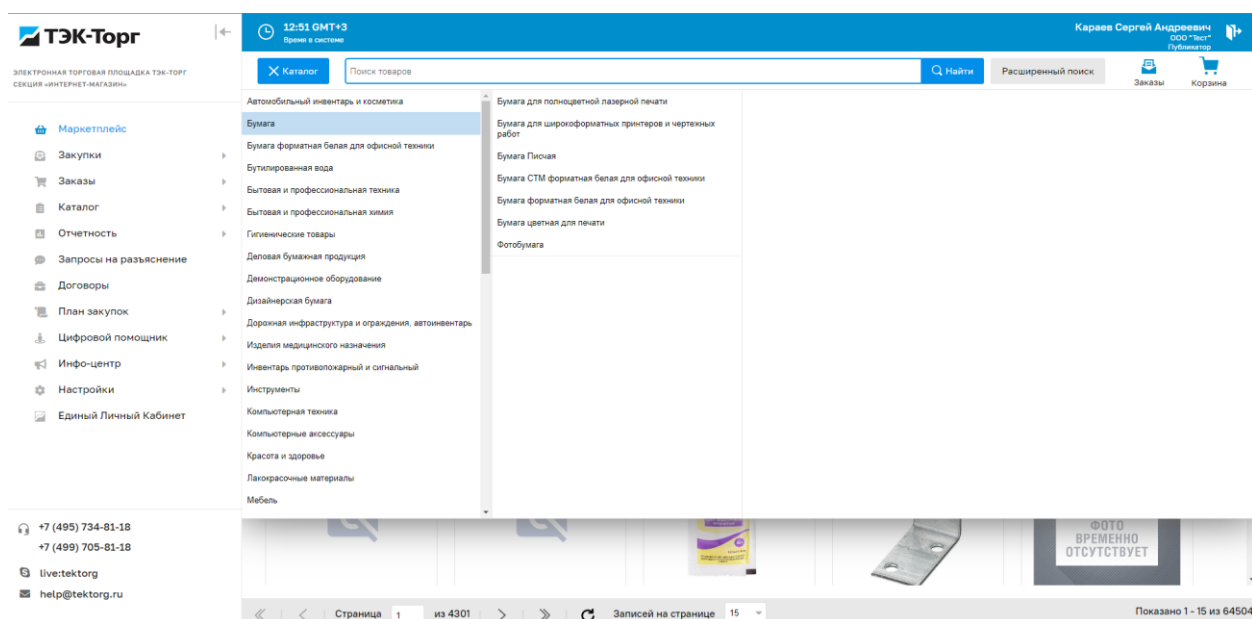 ТЭК-Торг
ЭЛЕКТРОННАЯ ТОРГОВАЯ ПЛОЩАДКА ТЭК-ТОРГ
СЕКЦИЯ «ИНТЕРНЕТ-МАГАЗИН»
Маркетплейс
Закупки
Заказы
Каталог
Отчетность
Запросы на разъяснение
Договоры
План закупок
Цифровой помощник
Инфо-центр
Настройки
Единый Личный Кабинет
+7 (495) 734-81-18
+7 (499) 705-81-18
live:tektorg
help@tektorg.ru
12:51 GMT+3
Время в системе
Караев Сергей Андреевич
ООО "Тест"
Публикатор
Каталог
Поиск товаров
Найти
Расширенный поиск
Заказы
Корзина
Автомобильный инвентарь и косметика
Бумага
Бумага форматная белая для офисной техники
Бутилированная вода
Бытовая и профессиональная техника
Бытовая и профессиональная химия
Гигиенические товары
Деловая бумажная продукция
Демонстрационное оборудование
Дизайнерская бумага
Дорожная инфраструктура и ограждения, автоинвентарь
Изделия медицинского назначения
Инвентарь противопожарный и сигнальный
Инструменты
Компьютерная техника
Компьютерные аксессуары
Красота и здоровье
Лакокрасочные материалы
Мебель
Бумага для полноцветной лазерной печати
Бумага для широкоформатных принтеров и чертежных
работ
Бумага Писчая
Бумага СТМ форматная белая для офисной техники
Бумага форматная белая для офисной техники
Бумага цветная для печати
Фотобумага
ФОТО
ВРЕМЕННО
ОТСУТСТВУЕТ
Страница 1 из 4301
Записей на странице 15
Показано 1 - 15 из 64504